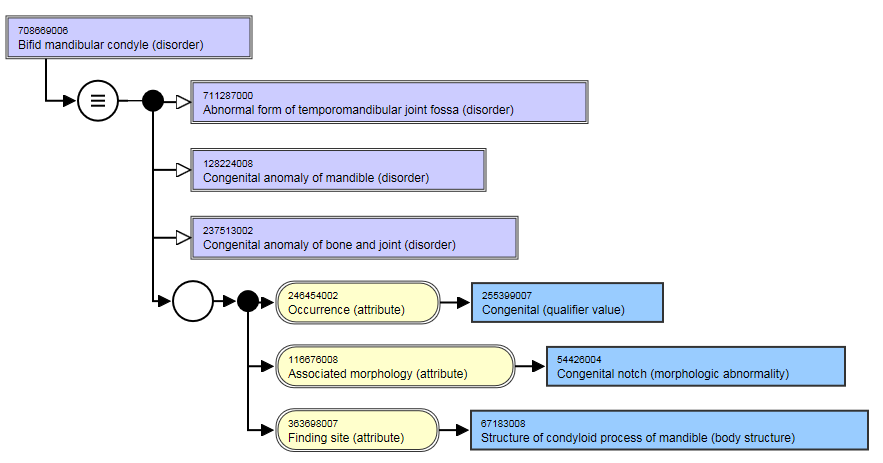 708669006
Bifid mandibular condyle (disorder)
711287000
Abnormal form of temporomandibular joint fossa (disorder)
128224008
Congenital anomaly of mandible (disorder)
237513002
Congenital anomaly of bone and joint (disorder)
246454002
Occurrence (attribute)
255399007
Congenital (qualifier value)
116676008
Associated morphology (attribute)
54426004
Congenital notch (morphologic abnormality)
363698007
Finding site (attribute)
67183008
Structure of condyloid process of mandible (body structure)